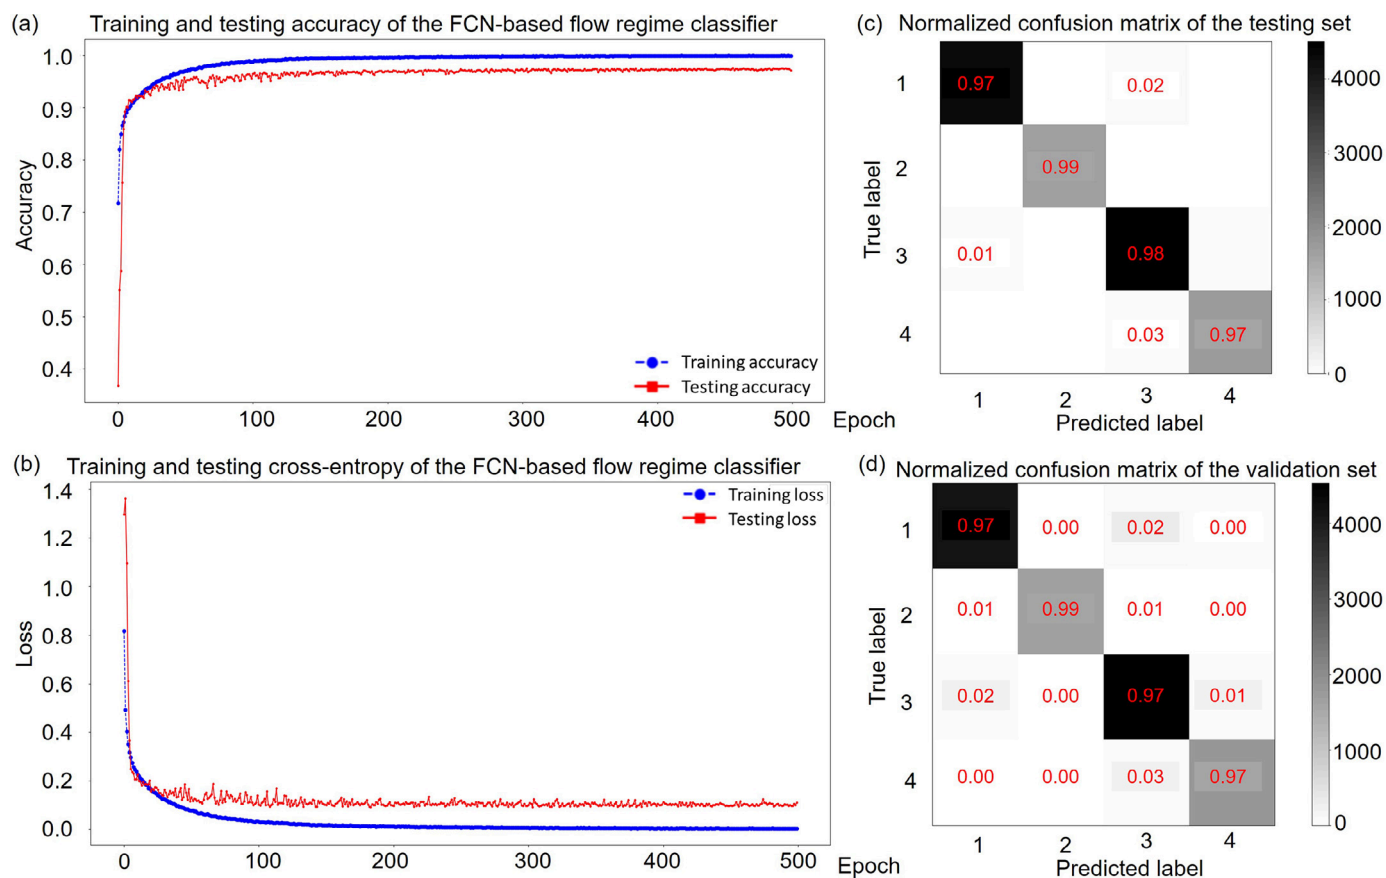 (a) Training and testing accuracy of the FCN-based flow regime classifier
1.0
0.9
0.8
0.7
0.6
0.5
0.4
Accuracy
Training accuracy
Testing accuracy
0 100 200 300 400 500 Epoch
(b) Training and testing cross-entropy of the FCN-based flow regime classifier
1.4
1.2
1.0
0.8
0.6
0.4
0.2
0.0
Loss
Training loss
Testing loss
0 100 200 300 400 500 Epoch
(c) Normalized confusion matrix of the testing set
True label
1 0.97 0.02
2 0.99
3 0.01 0.98
4 0.03 0.97
1 2 3 4
Predicted label
4000
3000
2000
1000
0
(d) Normalized confusion matrix of the validation set
True label
1 0.97 0.00 0.02 0.00
2 0.01 0.99 0.01 0.00
3 0.02 0.00 0.97 0.01
4 0.00 0.00 0.03 0.97
1 2 3 4
Predicted label
4000
3000
2000
1000
0